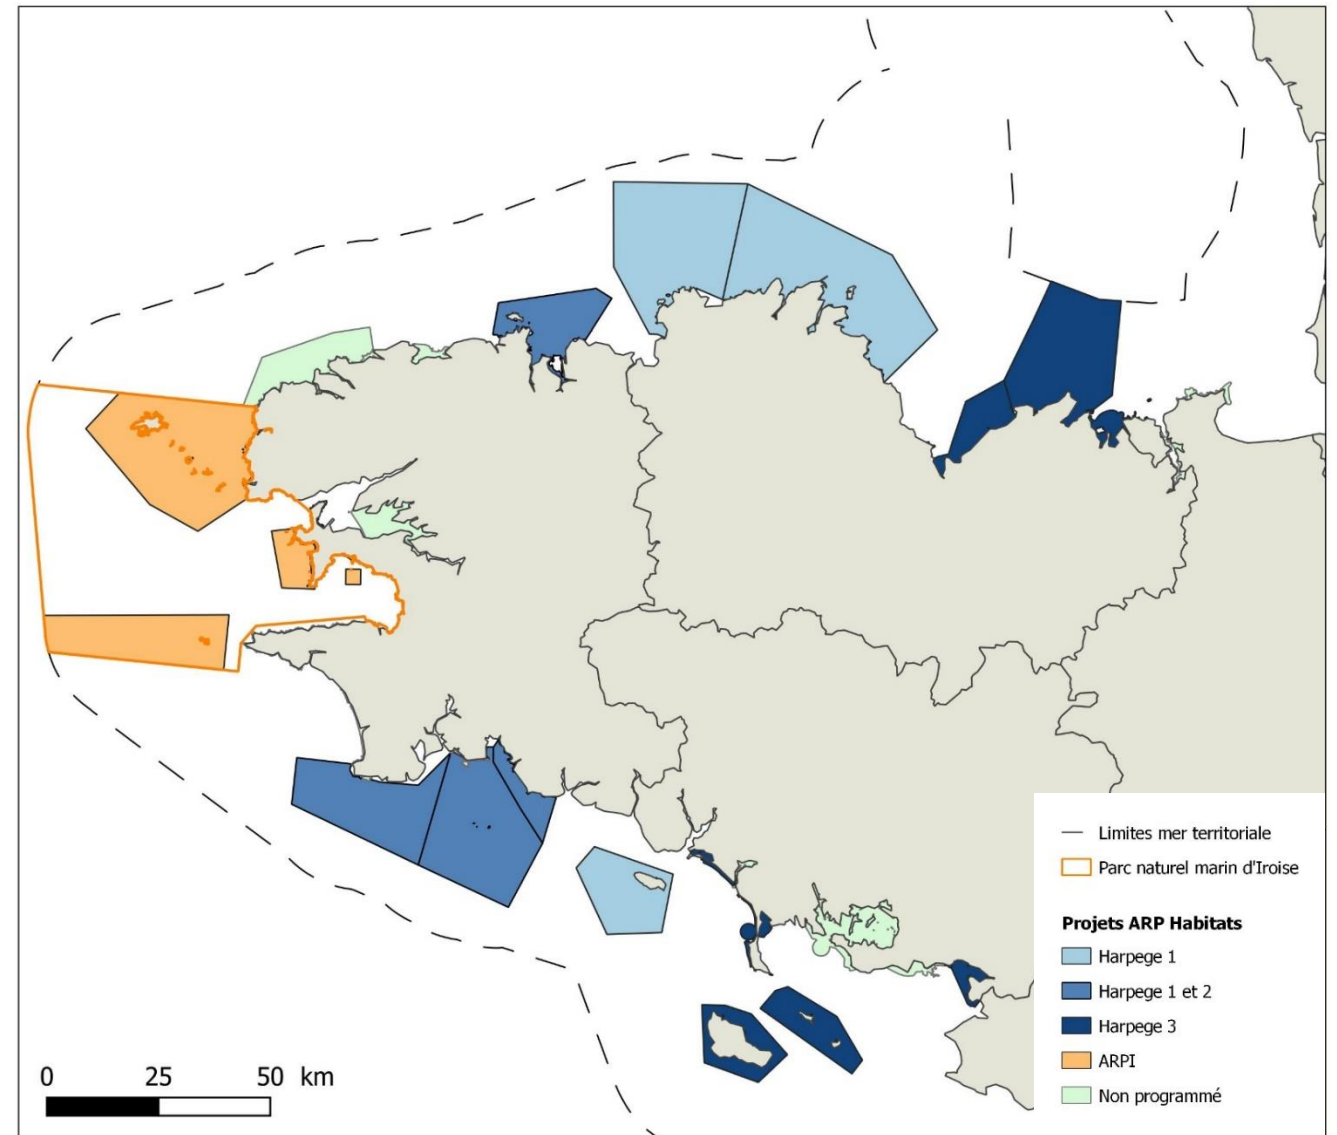 Limites mer territoriale
Parc naturel marin d'Iroise
Projets ARP Habitats
Harpege 1
Harpege 1 et 2
Harpege 3
ARPI
Non programmé
0 25 50 km